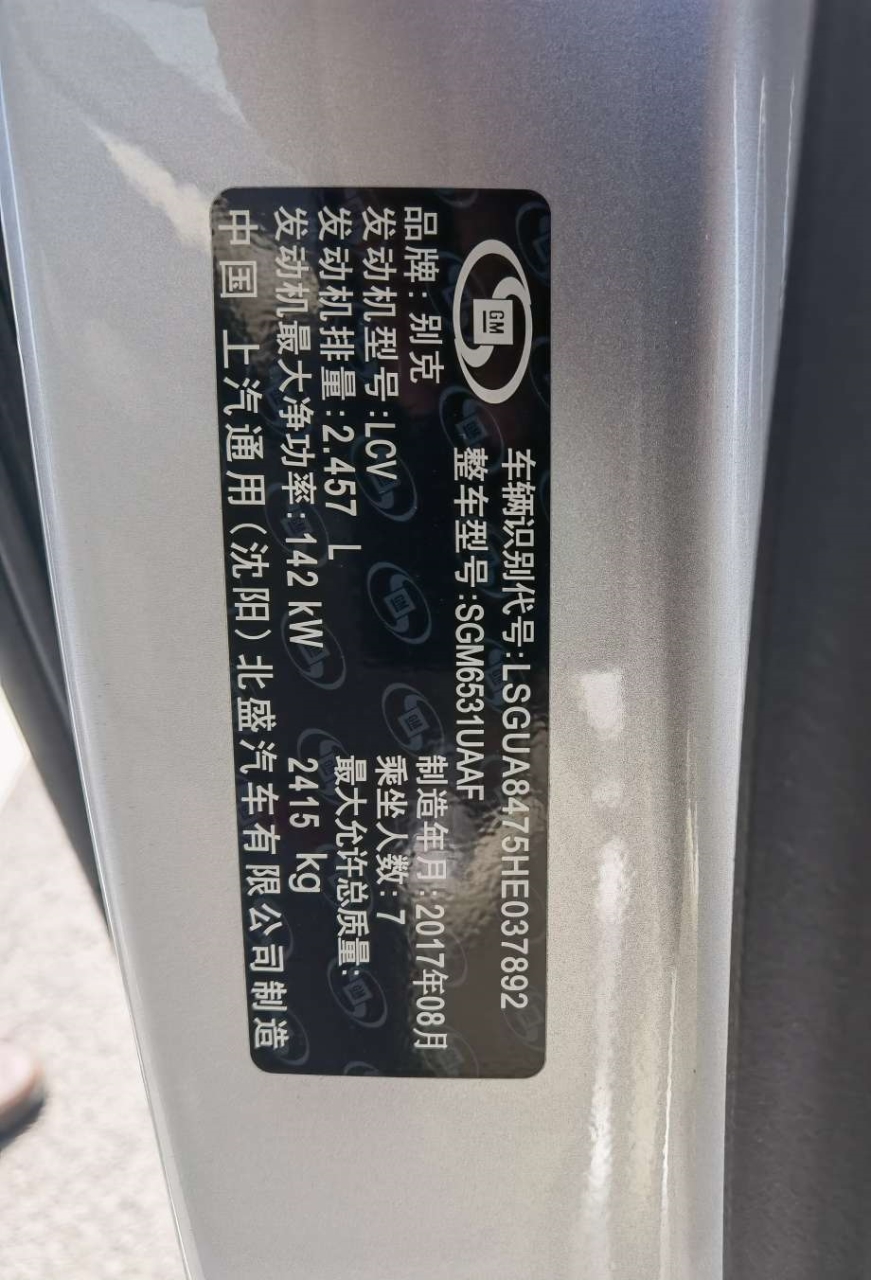 GM
车辆识别代号:LSGUA8475HE037892
整车型号:SGM6531UAAF
品牌:别克
制造年月:2017年08月
发动机型号:LCV
乘坐人数:7
发动机排量:2.457 L
最大允许总质量:
发动机最大净功率:142 kW
2415 kg
中国 上汽通用(沈阳)北盛汽车有限公司制造